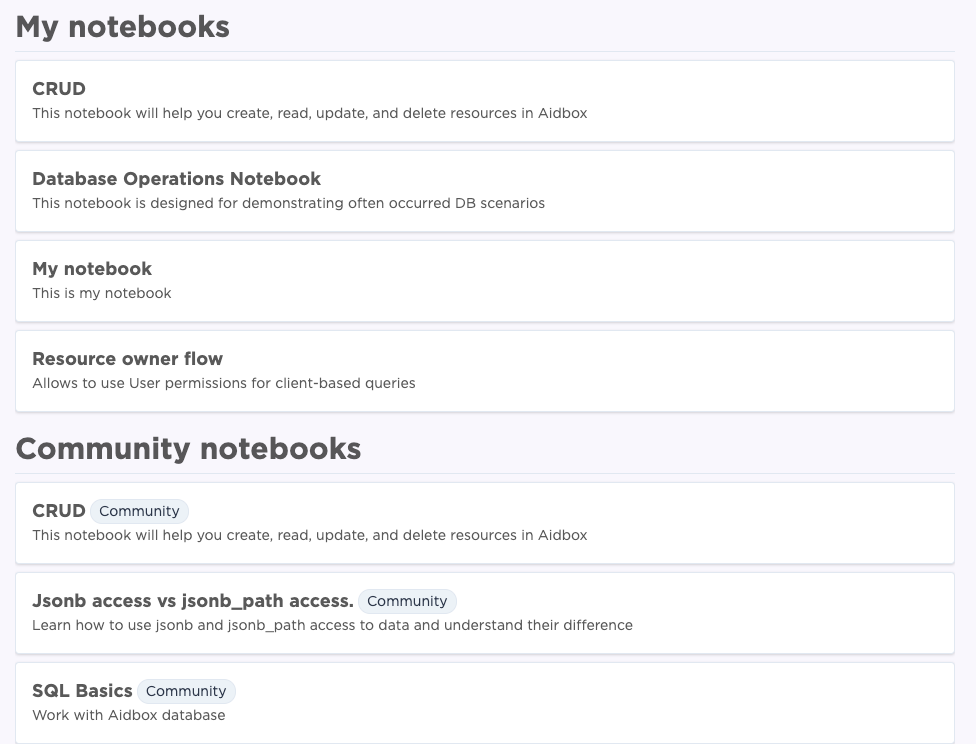 My notebooks
CRUD
This notebook will help you create, read, update, and delete resources in Aidbox
Database Operations Notebook
This notebook is designed for demonstrating often occurred DB scenarios
My notebook
This is my notebook
Resource owner flow
Allows to use User permissions for client-based queries
Community notebooks
CRUD Community
This notebook will help you create, read, update, and delete resources in Aidbox
Jsonb access vs jsonb_path access. Community
Learn how to use jsonb and jsonb_path access to data and understand their difference
SQL Basics Community
Work with Aidbox database